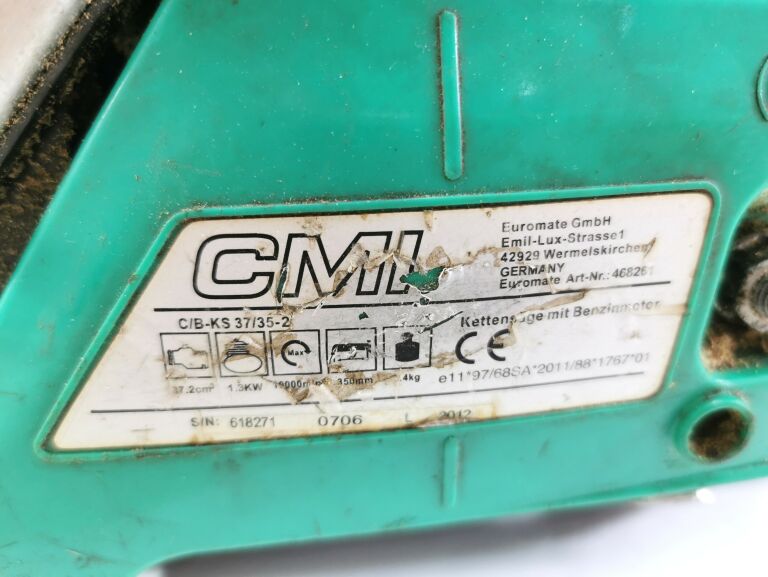 CMI
Euromate GmbH
Emil-Lux-Strasse1
42929 Wermelskirchen
GERMANY
Euromate Art-Nr.: 468261
C/B-KS 37/35-2
Kettensäge mit Benzinmotor
Max
CE
37.2cm³ 1.3KW 350mm 4kg
e11*97/68SA*2011/88*1767*01
S/N: 618271 0706 L 2012